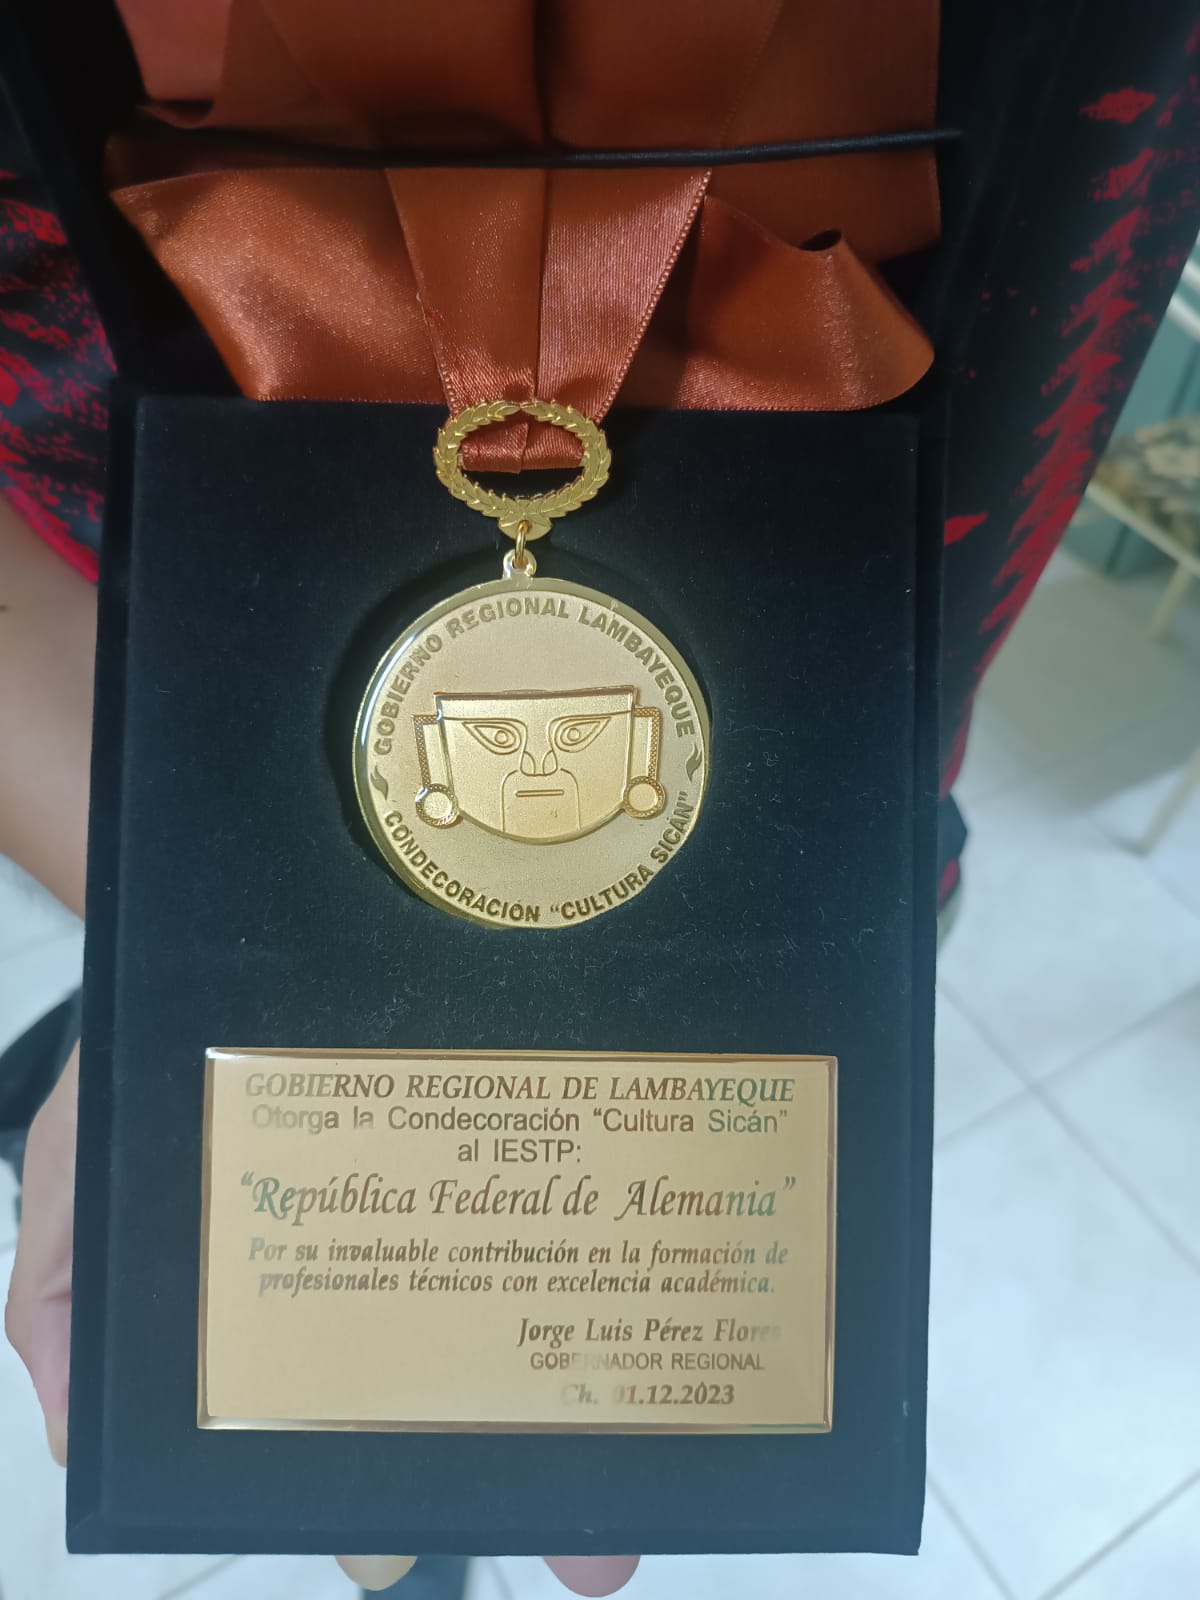 GOBIERNO REGIONAL LAMBAYEQUE
CONDECORACIÓN "CULTURA SICÁN"
GOBIERNO REGIONAL DE LAMBAYEQUE
Otorga la Condecoración "Cultura Sicán"
al IESTP:
"República Federal de Alemania"
Por su invaluable contribución en la formación de
profesionales técnicos con excelencia académica.
Jorge Luis Pérez Flores
GOBERNADOR REGIONAL
Ch. 01.12.2023